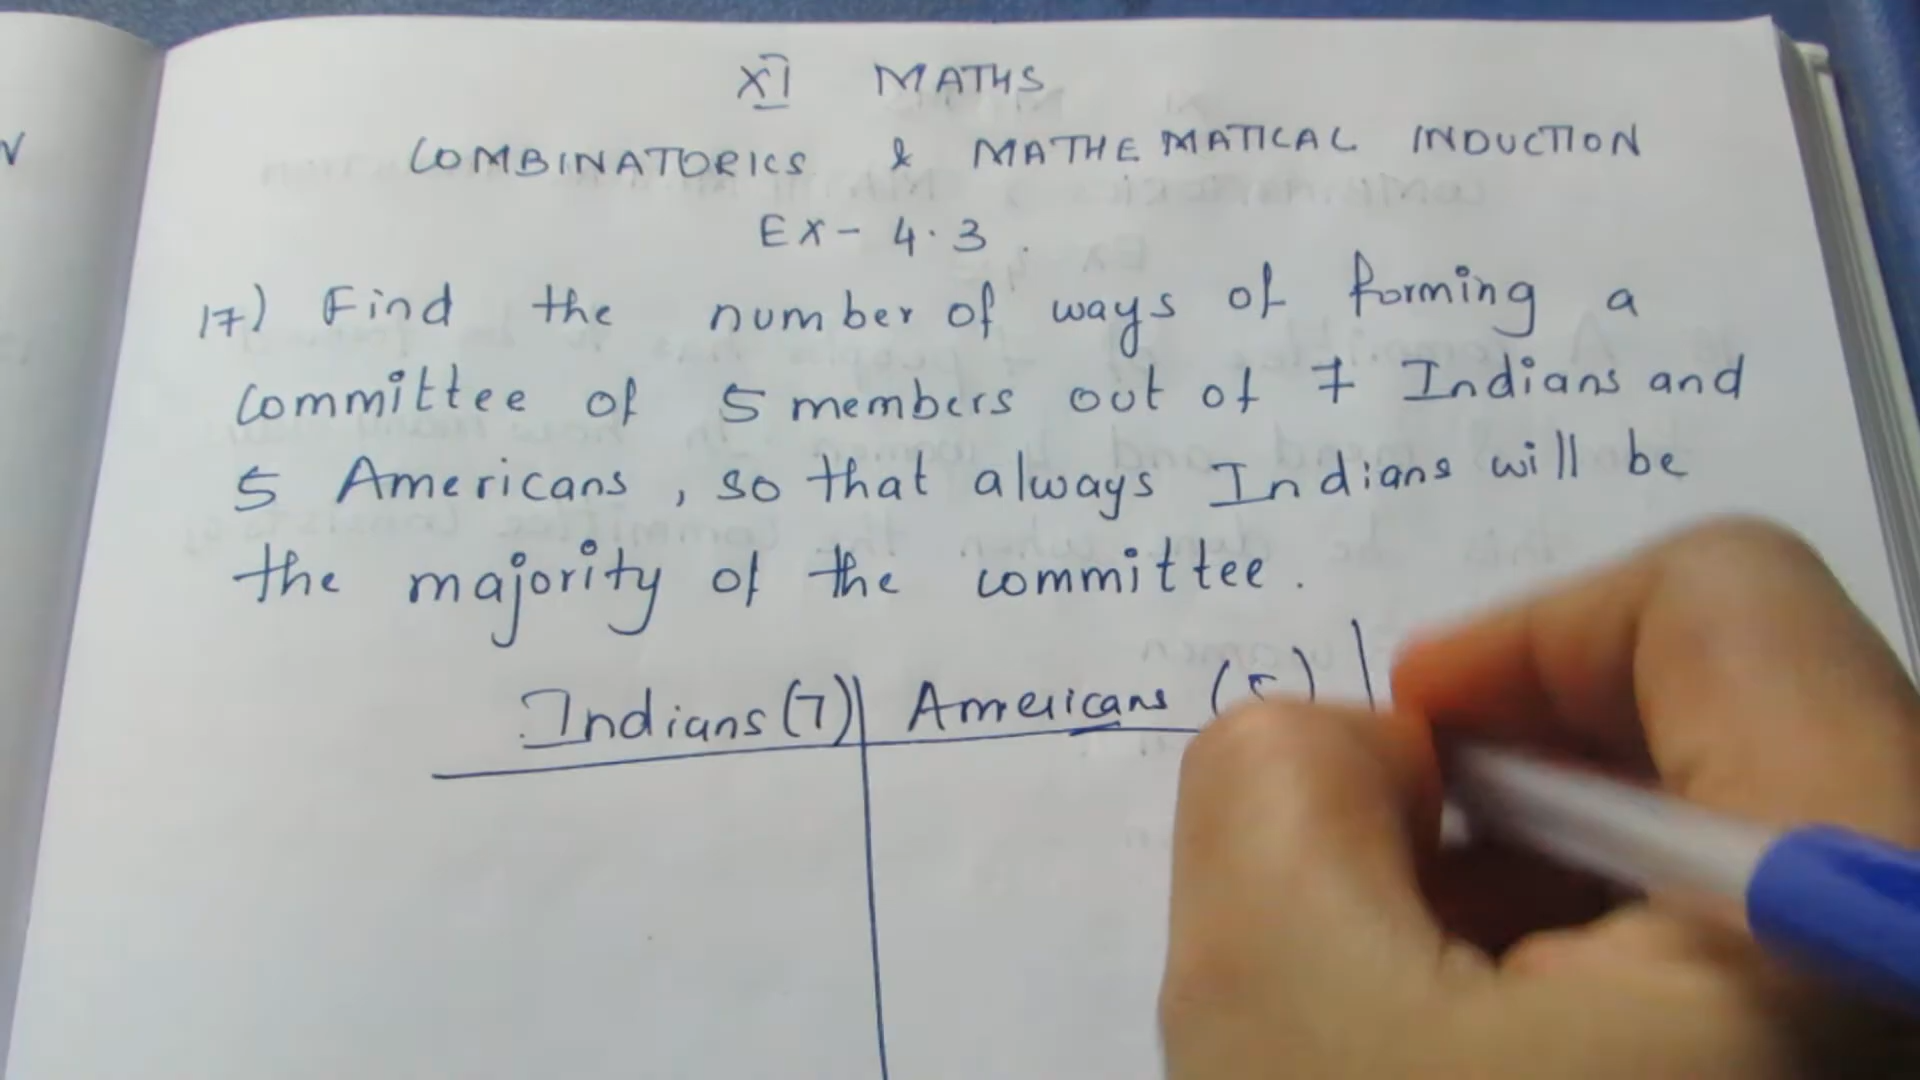 XI MATHS
COMBINATORICS & MATHEMATICAL INDUCTION
Ex - 4.3
17) Find the number of ways of forming a
committee of 5 members out of 7 Indians and
5 Americans, so that always Indians will be
the majority of the committee.
Indians (7) Americans (5)